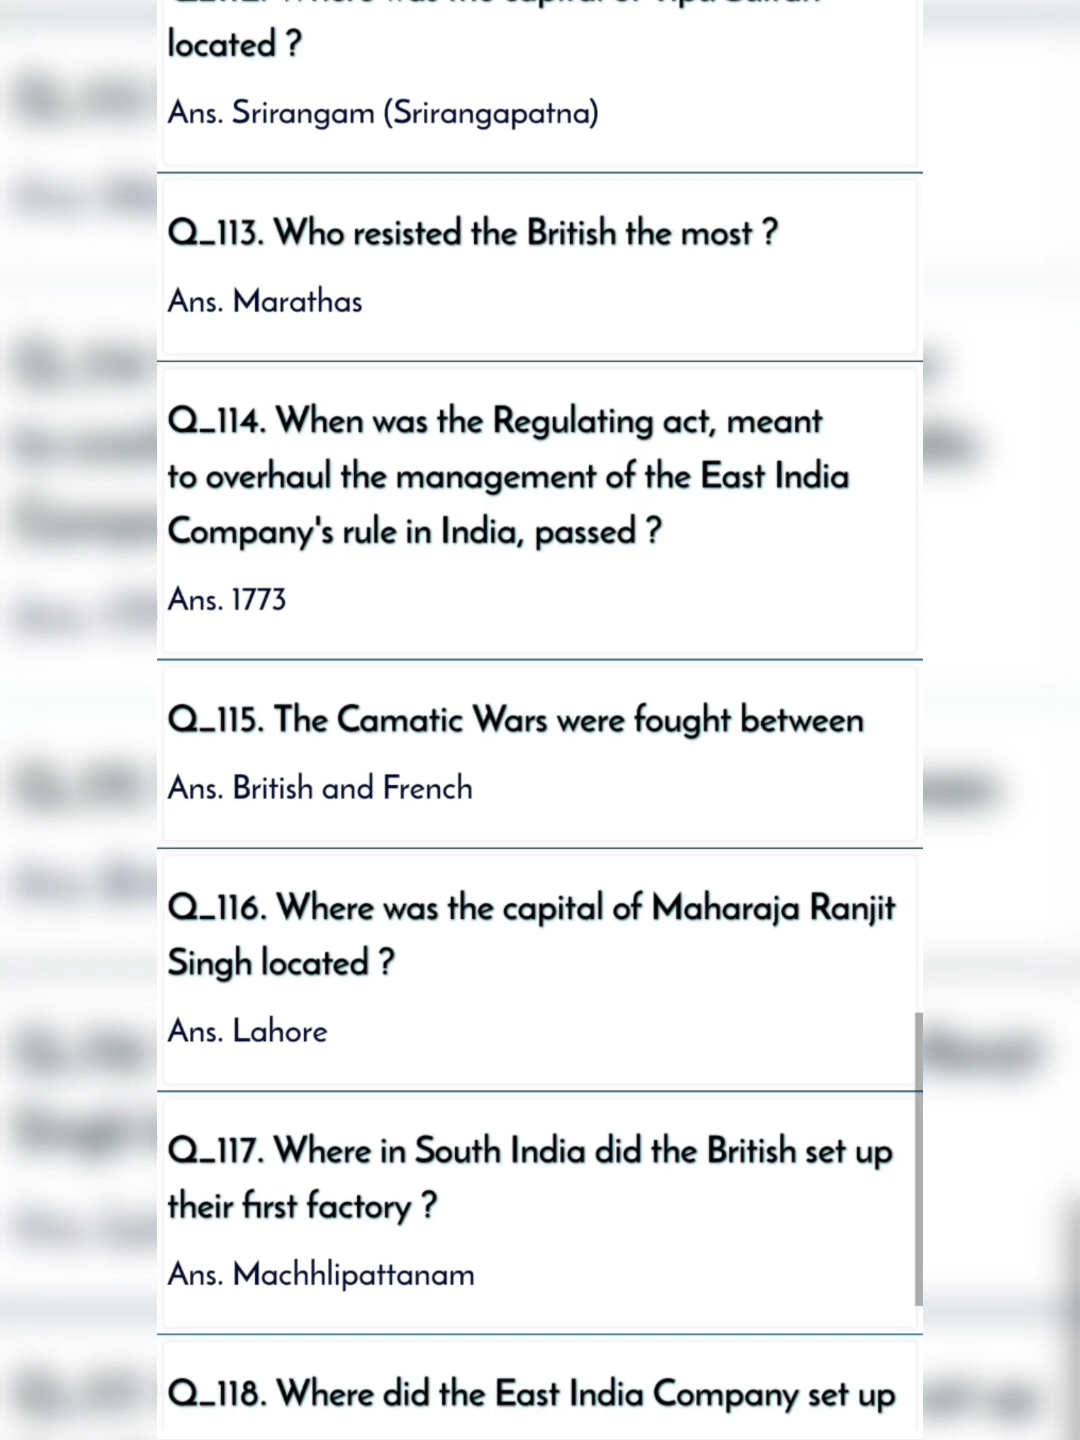 located ?
Ans. Srirangam (Srirangapatna)
Q_113. Who resisted the British the most ?
Ans. Marathas
Q_114. When was the Regulating act, meant
to overhaul the management of the East India
Company's rule in India, passed ?
Ans. 1773
Q_115. The Camatic Wars were fought between
Ans. British and French
Q_116. Where was the capital of Maharaja Ranjit
Singh located ?
Ans. Lahore
Q_117. Where in South India did the British set up
their first factory ?
Ans. Machhlipattanam
Q_118. Where did the East India Company set up